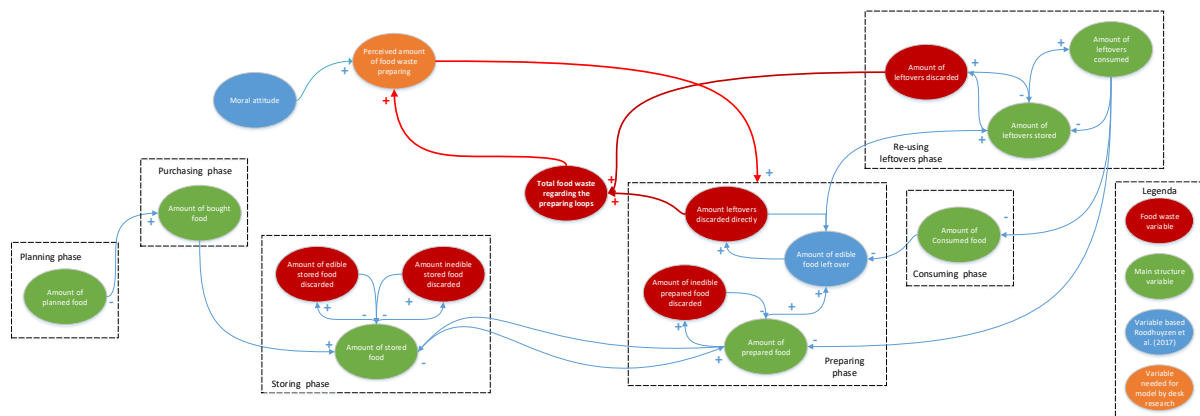 Moral attitude
Perceived amount
of food waste
preparing
+
+
Total food waste
regarding the
preparing loops
+
+
+
Amount of
leftovers discarded
Amount of
leftovers
consumed
Amount of
leftovers stored
+
+
-
-
+
Re-using
leftovers phase
Purchasing phase
Amount of bought
food
+
Planning phase
Amount of
planned food
-
Amount of edible
stored food
discarded
Amount inedible
stored food
discarded
+
-
-
+
Amount of stored
food
+
-
Storing phase
Amount leftovers
discarded directly
Amount of edible
food left over
+
-
Amount of inedible
prepared food
discarded
-
+
+
Amount of
prepared food
-
+
Preparing
phase
Amount of
Consumed food
-
Consuming phase
Legenda
Food waste
variable
Main structure
variable
Variable based
Roodhuyzen et
al. (2017)
Variable
needed for
model by desk
research